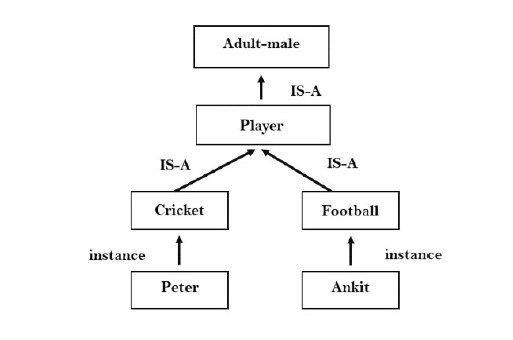 Adult-male
IS-A
Player
IS-A
IS-A
Cricket
Football
instance
instance
Peter
Ankit